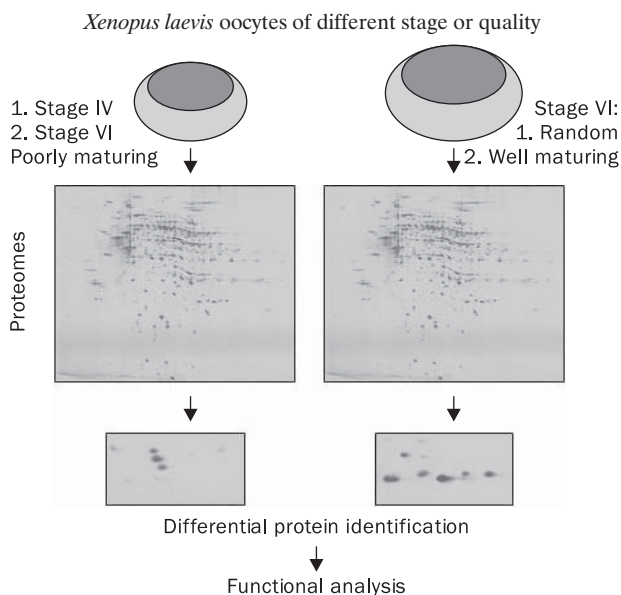 Xenopus laevis oocytes of different stage or quality
1. Stage IV
2. Stage VI
Poorly maturing
Stage VI:
1. Random
2. Well maturing
Proteomes
Differential protein identification
Functional analysis